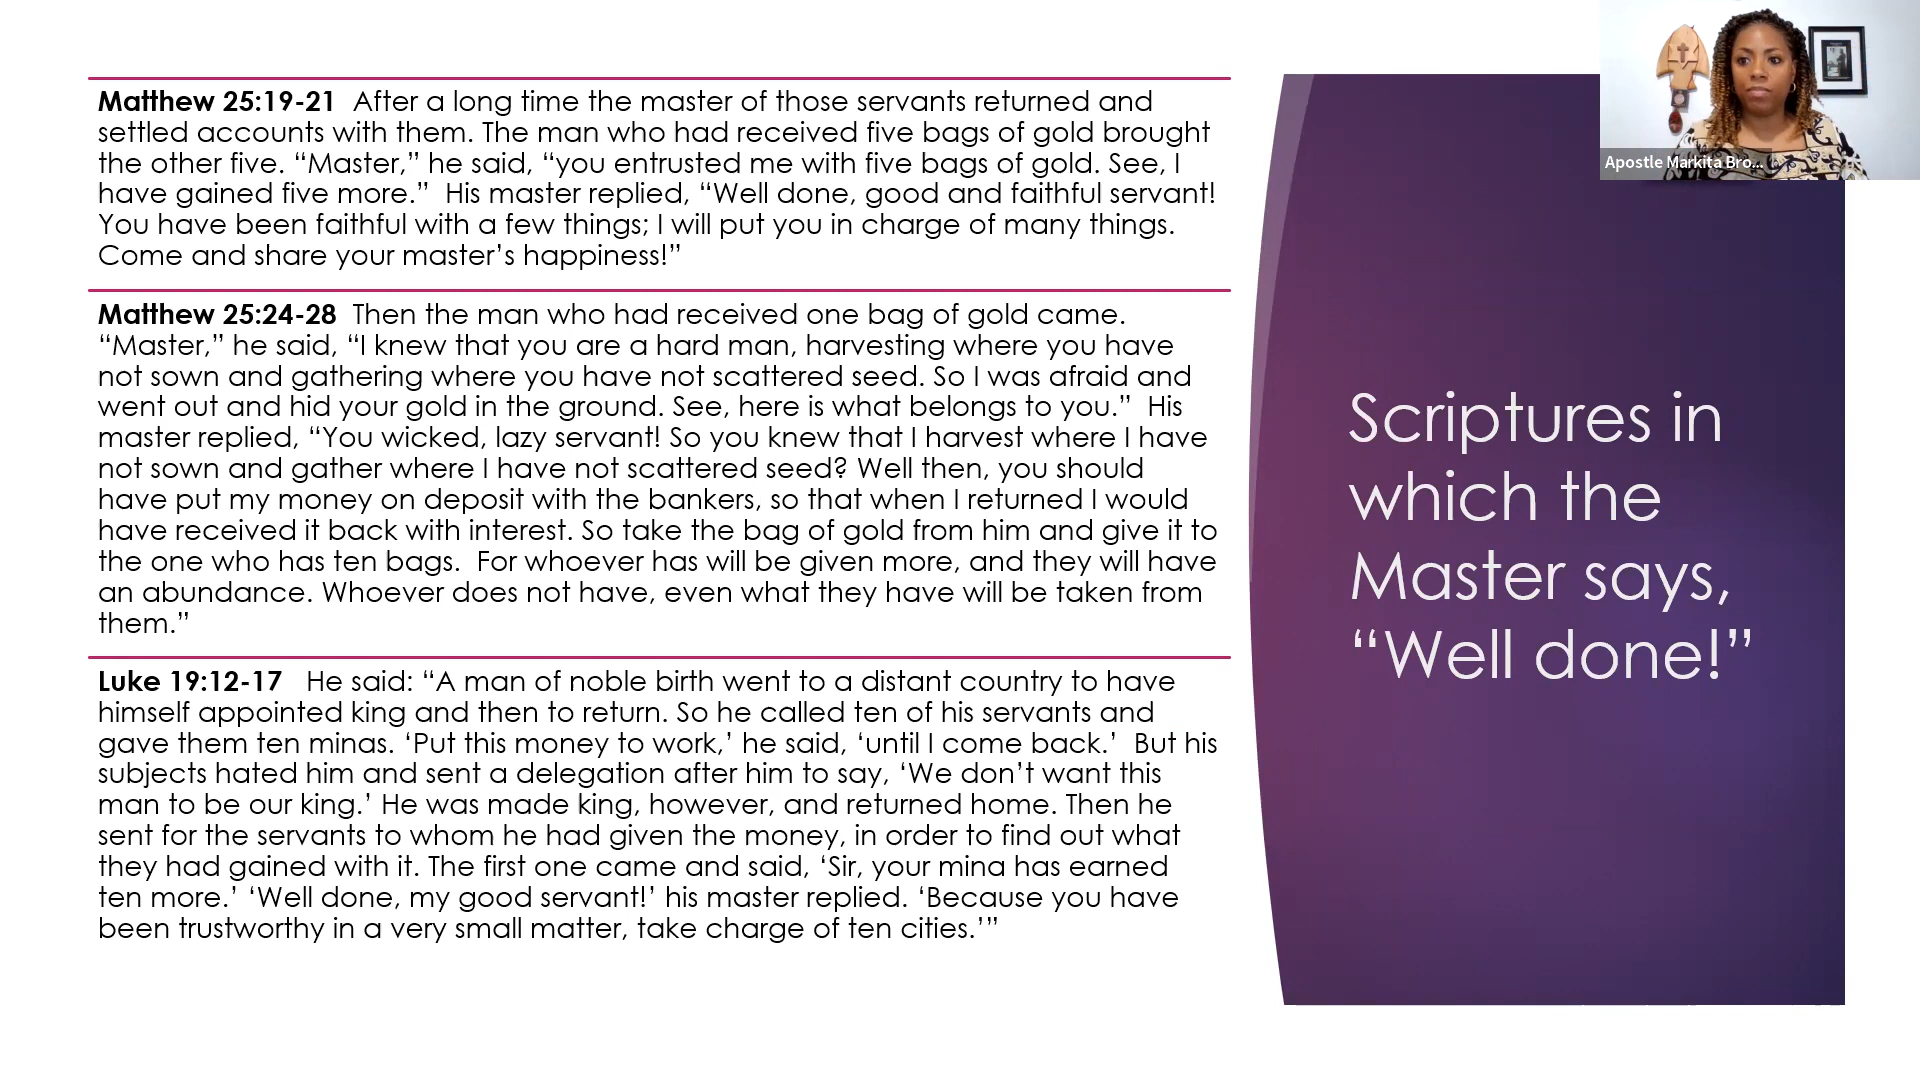 Matthew 25:19-21 After a long time the master of those servants returned and
settled accounts with them. The man who had received five bags of gold brought
the other five. “Master,” he said, “you entrusted me with five bags of gold. See, I
have gained five more.” His master replied, “Well done, good and faithful servant!
You have been faithful with a few things; I will put you in charge of many things.
Come and share your master’s happiness!”
Matthew 25:24-28 Then the man who had received one bag of gold came.
“Master,” he said, “I knew that you are a hard man, harvesting where you have
not sown and gathering where you have not scattered seed. So I was afraid and
went out and hid your gold in the ground. See, here is what belongs to you.” His
master replied, “You wicked, lazy servant! So you knew that I harvest where I have
not sown and gather where I have not scattered seed? Well then, you should
have put my money on deposit with the bankers, so that when I returned I would
have received it back with interest. So take the bag of gold from him and give it to
the one who has ten bags. For whoever has will be given more, and they will have
an abundance. Whoever does not have, even what they have will be taken from
them.”
Luke 19:12-17 He said: “A man of noble birth went to a distant country to have
himself appointed king and then to return. So he called ten of his servants and
gave them ten minas. ‘Put this money to work,’ he said, ‘until I come back.’ But his
subjects hated him and sent a delegation after him to say, ‘We don’t want this
man to be our king.’ He was made king, however, and returned home. Then he
sent for the servants to whom he had given the money, in order to find out what
they had gained with it. The first one came and said, ‘Sir, your mina has earned
ten more.’ ‘Well done, my good servant!’ his master replied. ‘Because you have
been trustworthy in a very small matter, take charge of ten cities.’”
Scriptures in
which the
Master says,
“Well done!”
Apostle Markita Bro...